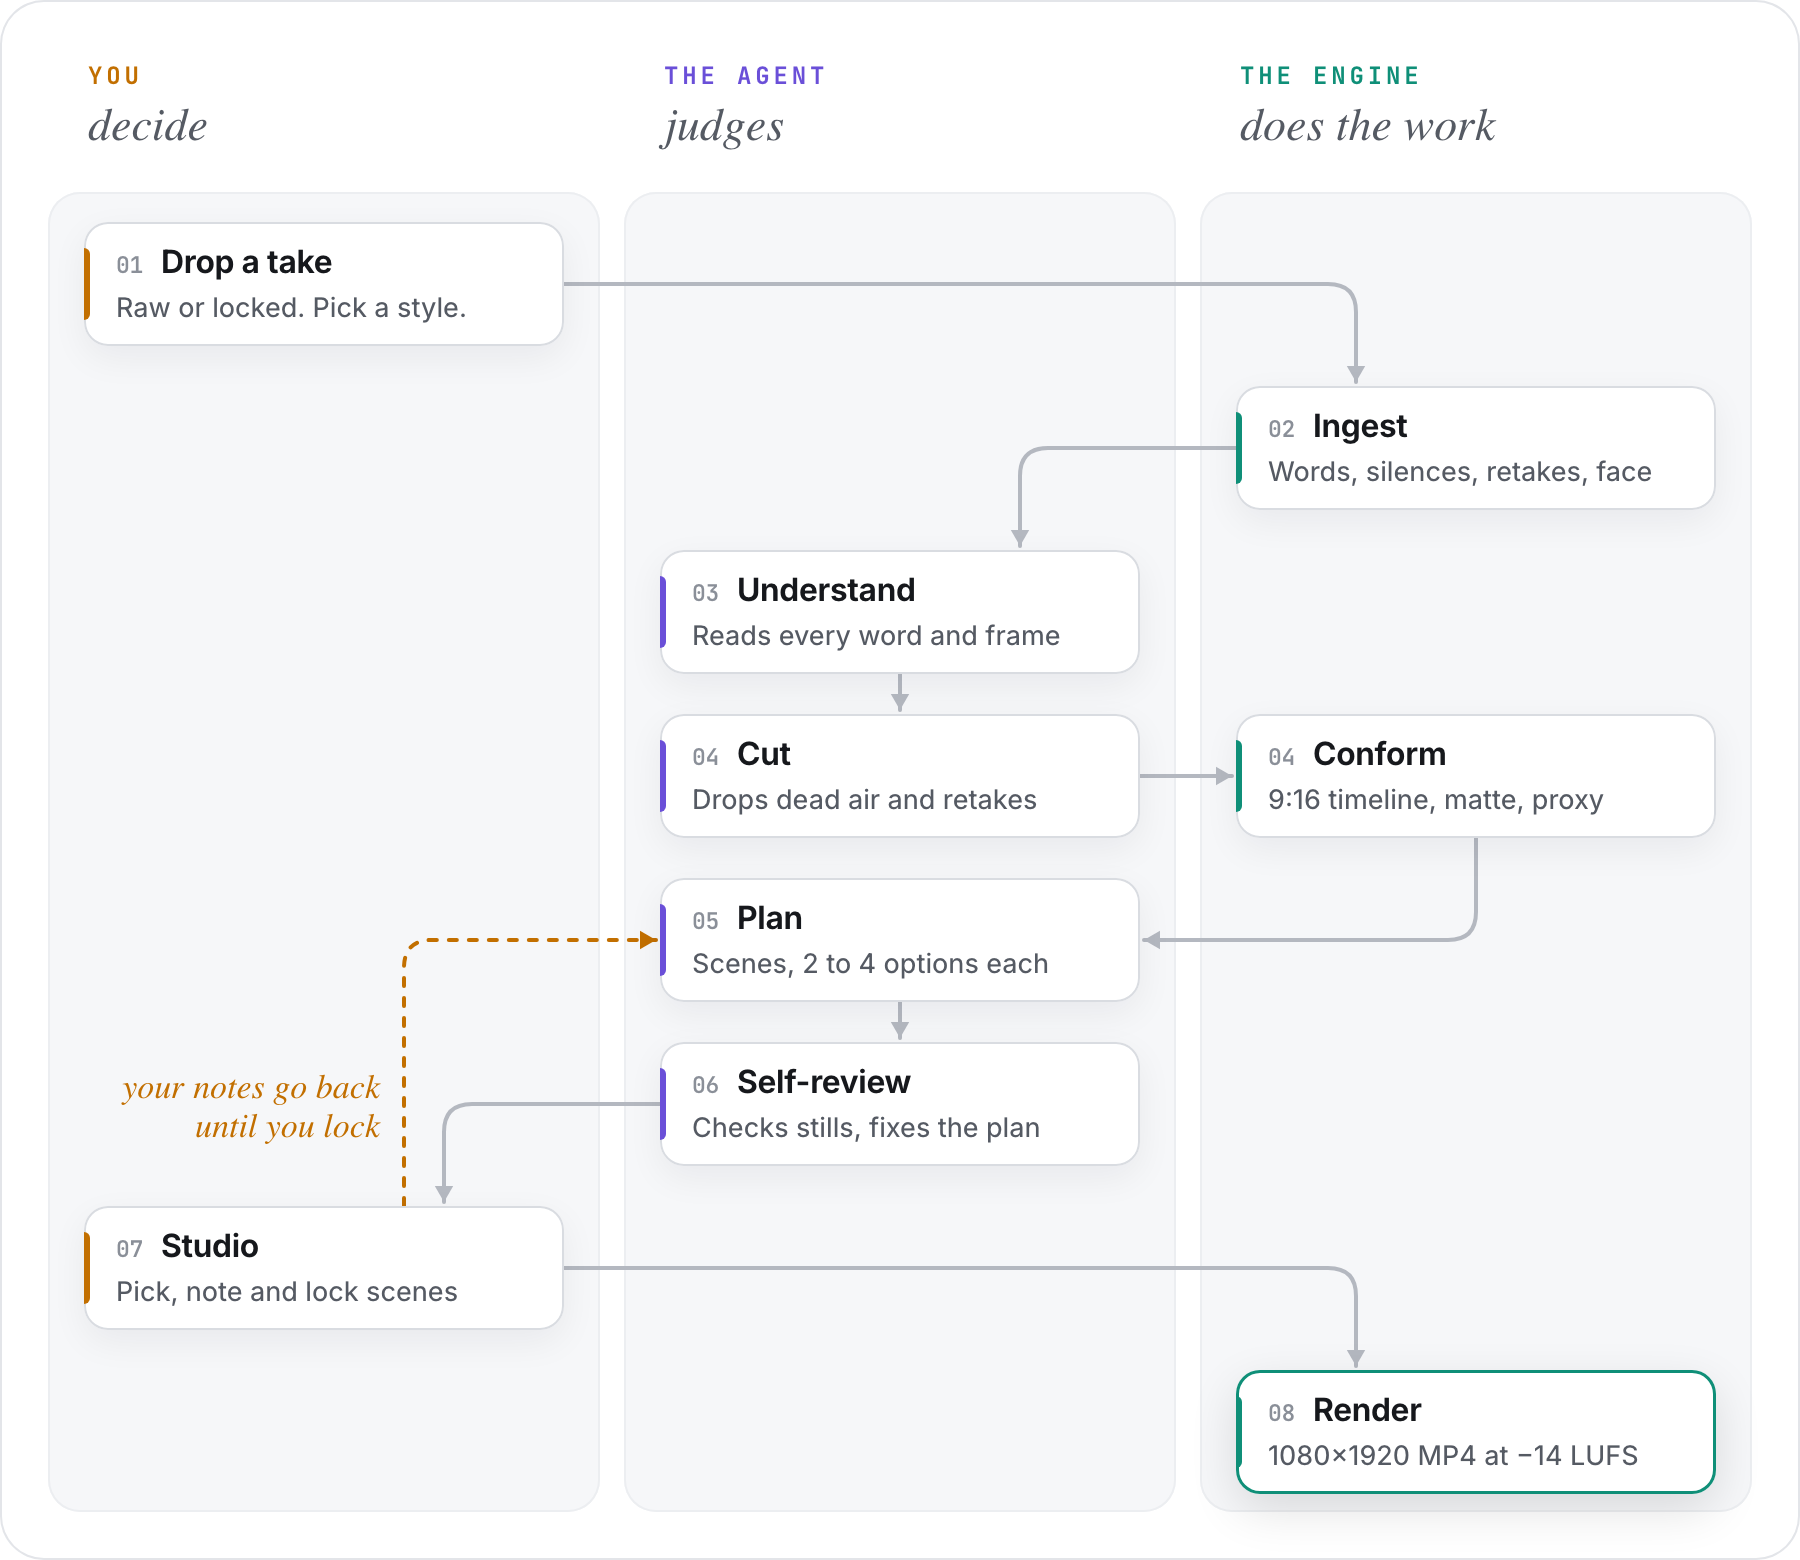 YOU
decide
THE AGENT
judges
THE ENGINE
does the work
01 Drop a take
Raw or locked. Pick a style.
02 Ingest
Words, silences, retakes, face
03 Understand
Reads every word and frame
04 Cut
Drops dead air and retakes
04 Conform
9:16 timeline, matte, proxy
05 Plan
Scenes, 2 to 4 options each
your notes go back
until you lock
06 Self-review
Checks stills, fixes the plan
07 Studio
Pick, note and lock scenes
08 Render
1080×1920 MP4 at −14 LUFS